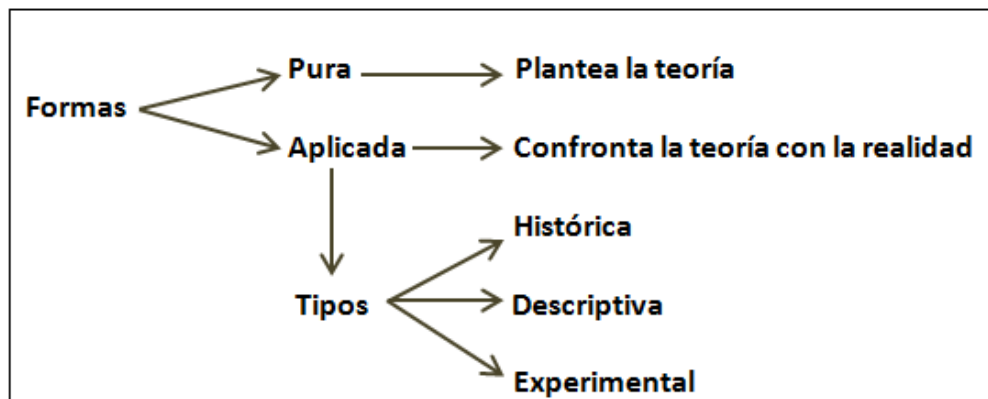 Pura
Plantea la teoría
Formas
Aplicada
Confronta la teoría con la realidad
Histórica
Tipos
Descriptiva
Experimental